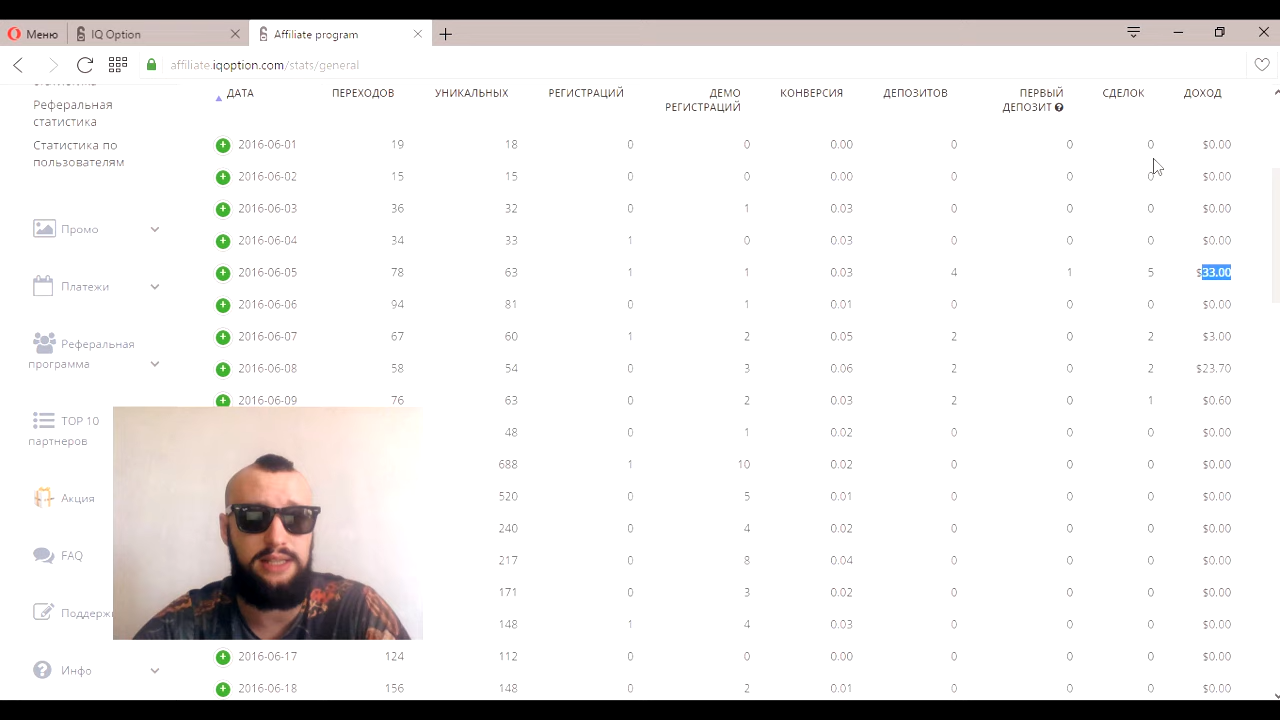 Меню
IQ Option
Affiliate program
affiliate.iqoption.com/stats/general
Реферальная
статистика
Статистика по
пользователям
Промо
Платежи
Реферальная
программа
TOP 10
партнеров
Акция
FAQ
Поддерж
Инфо
ДАТА ПЕРЕХОДОВ УНИКАЛЬНЫХ РЕГИСТРАЦИЙ ДЕМО РЕГИСТРАЦИЙ КОНВЕРСИЯ ДЕПОЗИТОВ ПЕРВЫЙ ДЕПОЗИТ СДЕЛОК ДОХОД
2016-06-01 19 18 0 0 0.00 0 0 0 $0.00
2016-06-02 15 15 0 0 0.00 0 0 0 $0.00
2016-06-03 36 32 0 1 0.03 0 0 0 $0.00
2016-06-04 34 33 1 0 0.03 0 0 0 $0.00
2016-06-05 78 63 1 1 0.03 4 1 5 $33.00
2016-06-06 94 81 0 1 0.01 0 0 0 $0.00
2016-06-07 67 60 1 2 0.05 2 0 2 $3.00
2016-06-08 58 54 0 3 0.06 2 0 2 $23.70
2016-06-09 76 63 0 2 0.03 2 0 1 $0.60
48 0 1 0.02 0 0 0 $0.00
688 1 10 0.02 0 0 0 $0.00
520 0 5 0.01 0 0 0 $0.00
240 0 4 0.02 0 0 0 $0.00
217 0 8 0.04 0 0 0 $0.00
171 0 3 0.02 0 0 0 $0.00
148 1 4 0.03 0 0 0 $0.00
2016-06-17 124 112 0 0 0.00 0 0 0 $0.00
2016-06-18 156 148 0 2 0.01 0 0 0 $0.00